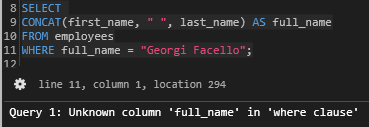 8 SELECT
9 CONCAT(first_name, " ", last_name) AS full_name
10 FROM employees
11 WHERE full_name = "Georgi Facello";
12
line 11, column 1, location 294
Query 1: Unknown column 'full_name' in 'where clause'